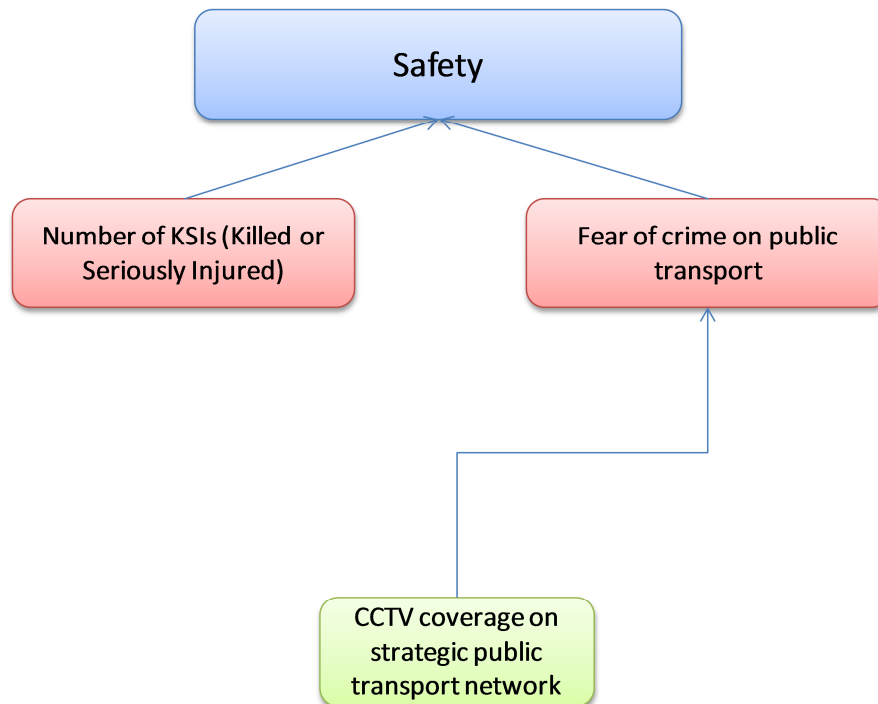 Safety
Number of KSIs (Killed or
Seriously Injured)
Fear of crime on public
transport
CCTV coverage on
strategic public
transport network